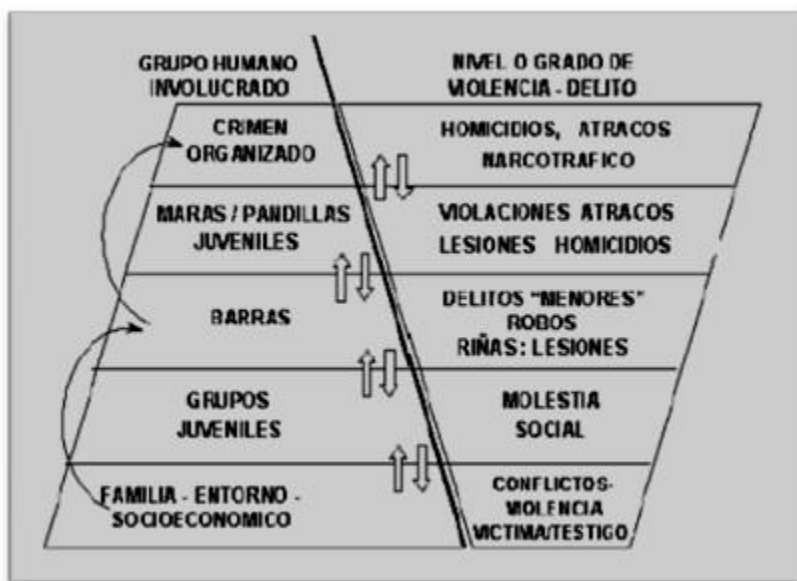 GRUPO HUMANO
INVOLUCRADO
NIVEL O GRADO DE
VIOLENCIA - DELITO
CRIMEN
ORGANIZADO
HOMICIDIOS, ATRACOS
NARCOTRAFICO
MARAS / PANDILLAS
JUVENILES
VIOLACIONES ATRACOS
LESIONES HOMICIDIOS
BARRAS
DELITOS "MENORES"
ROBOS
RIÑAS: LESIONES
GRUPOS
JUVENILES
MOLESTIA
SOCIAL
FAMILIA - ENTORNO -
SOCIOECONOMICO
CONFLICTOS-
VIOLENCIA
VICTIMA/TESTIGO